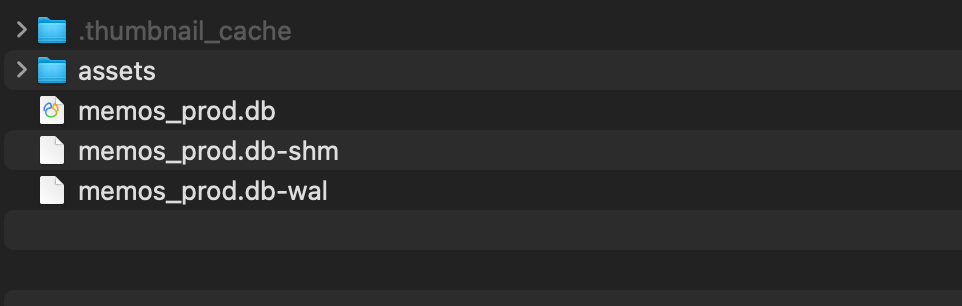 .thumbnail_cache
assets
memos_prod.db
memos_prod.db-shm
memos_prod.db-wal